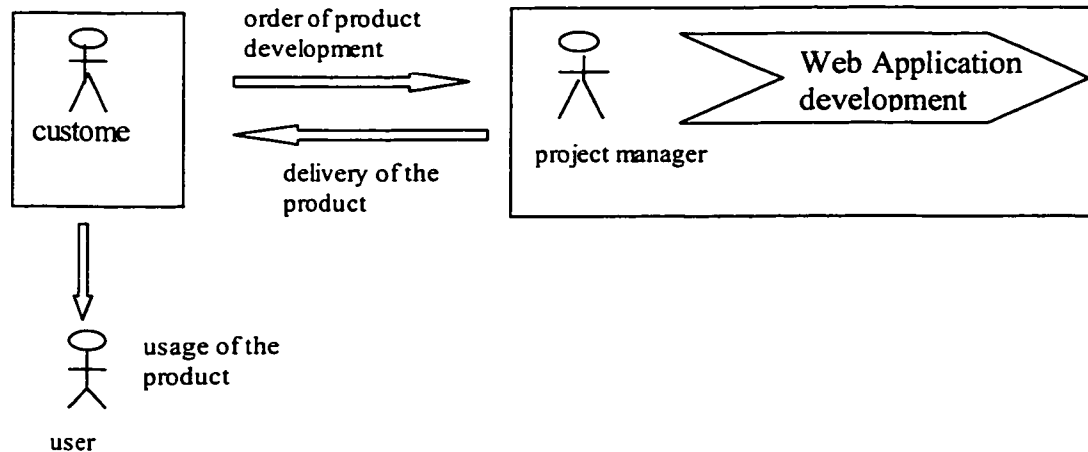 order of product
development
custome
delivery of the
product
project manager
Web Application
development
usage of the
product
user